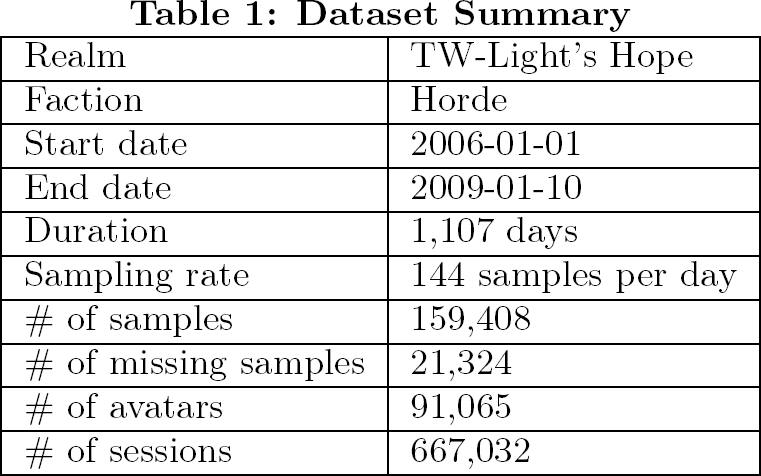 Table 1: Dataset Summary
Realm TW-Light's Hope
Faction Horde
Start date 2006-01-01
End date 2009-01-10
Duration 1,107 days
Sampling rate 144 samples per day
# of samples 159,408
# of missing samples 21,324
# of avatars 91,065
# of sessions 667,032